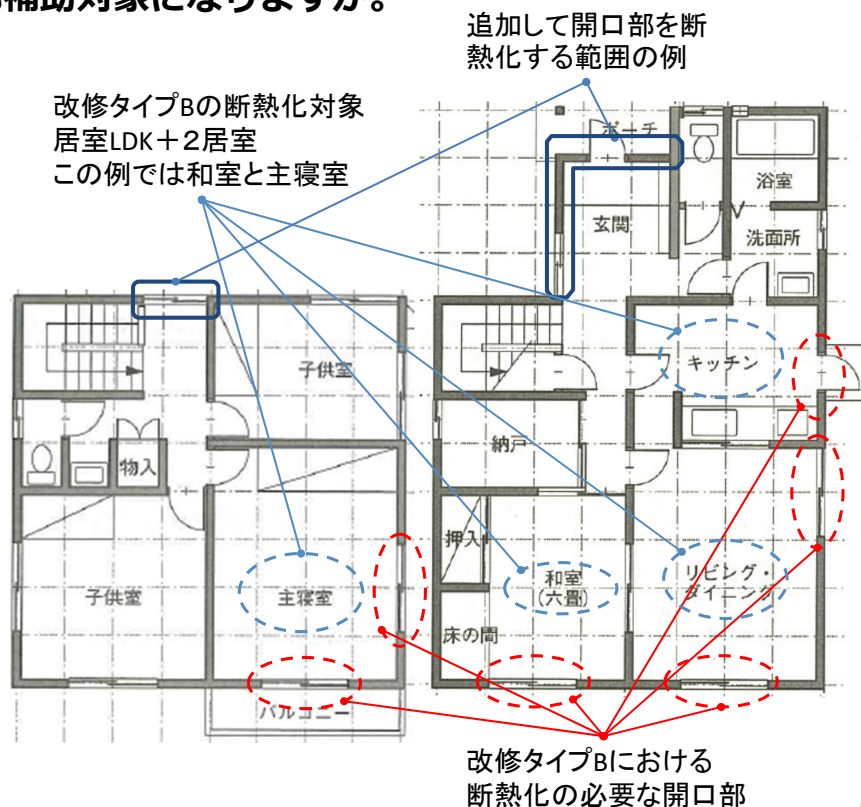 補助対象になりますか。
追加して開口部を断
熱化する範囲の例
改修タイプBの断熱化対象
居室LDK+2居室
この例では和室と主寝室
ポーチ
浴室
玄関
洗面所
子供室
キッチン
物入
納戸
押入
和室
(六畳)
リビング・
ダイニング
子供室
主寝室
床の間
バルコニー
改修タイプBにおける
断熱化の必要な開口部